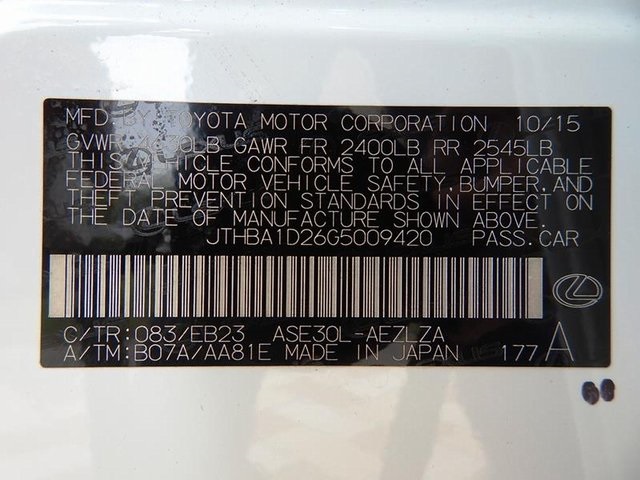 MFD. BY TOYOTA MOTOR CORPORATION 10/15
GVWR LB GAWR FR 2400LB RR 2545LB
THIS VEHICLE CONFORMS TO ALL APPLICABLE
FEDERAL MOTOR VEHICLE SAFETY, BUMPER, AND
THEFT PREVENTION STANDARDS IN EFFECT ON
THE DATE OF MANUFACTURE SHOWN ABOVE.
JTHBA1D26G5009420 PASS.CAR
C/TR: 083/EB23 ASE30L-AEZLZA
A/TM: B07A/AA81E MADE IN JAPAN 177 A